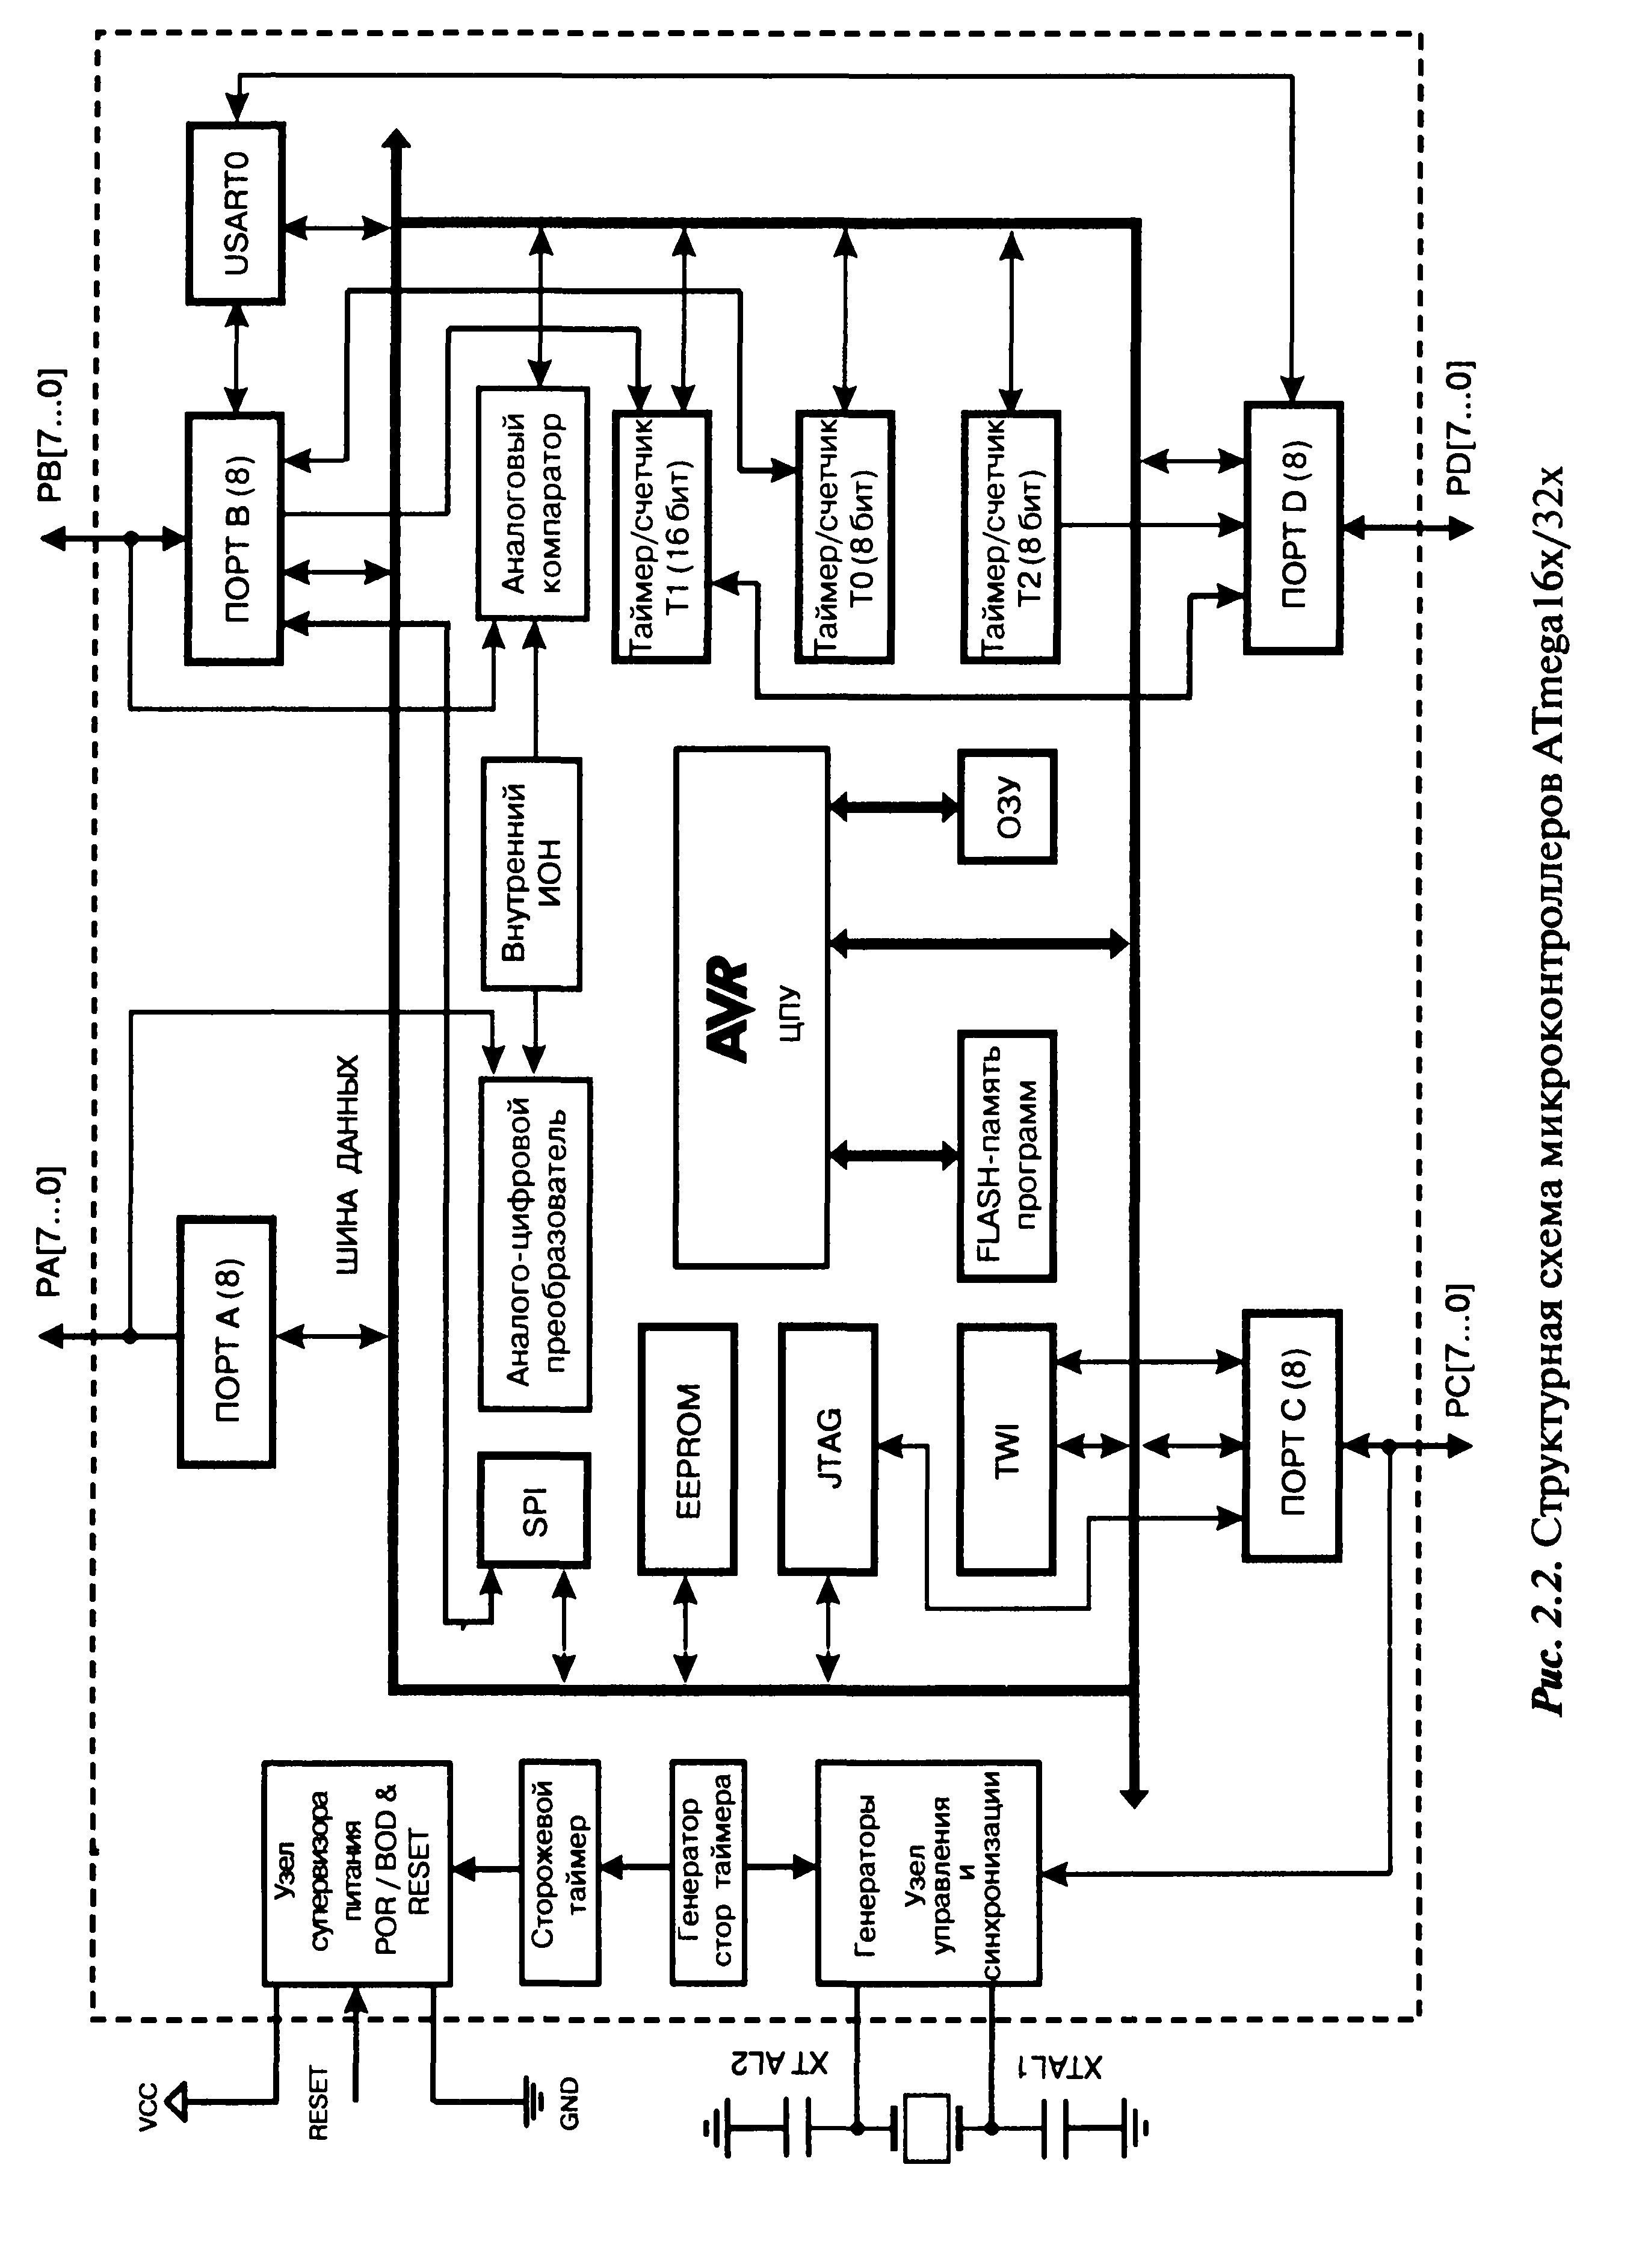 PA[7...0]
PB[7...0]
ПОРТ A (8)
ПОРТ B (8)
USART0
ШИНА ДАННЫХ
VCC
RESET
GND
Узел
супервизора
питания
POR / BOD &
RESET
SPI
Аналого-цифровой
преобразователь
Внутренний
ИОН
Аналоговый
компаратор
Сторожевой
таймер
EEPROM
Таймер/счетчик
T1 (16 бит)
Генератор
стор таймера
AVR
ЦПУ
JTAG
Таймер/счетчик
T0 (8 бит)
XTAL2
Генераторы
Узел
управления
и
синхронизации
XTAL1
TWI
FLASH-память
программ
ОЗУ
Таймер/счетчик
T2 (8 бит)
ПОРТ C (8)
ПОРТ D (8)
PC[7...0]
PD[7...0]
Рис. 2.2. Структурная схема микроконтроллеров ATmega16x/32x